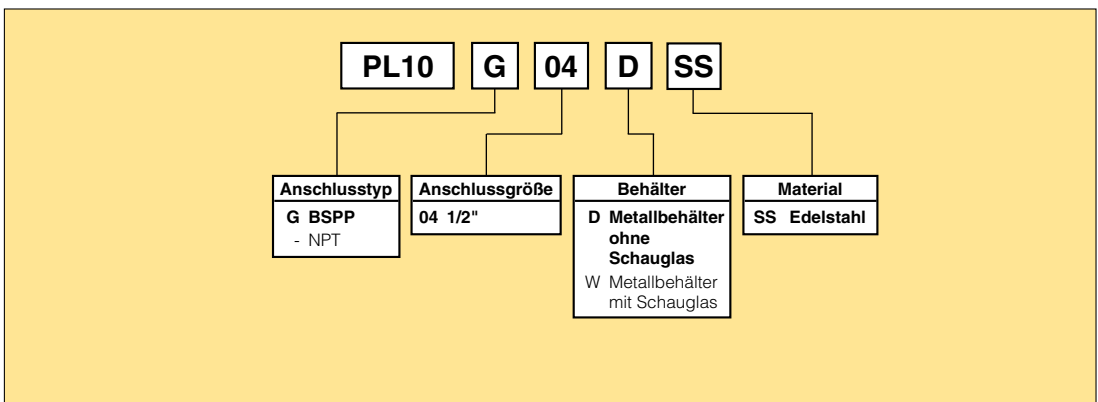 PL10 G 04 D SS
Anschlusstyp
G BSPP
- NPT
Anschlussgröße
04 1/2"
Behälter
D Metallbehälter
ohne
Schauglas
W Metallbehälter
mit Schauglas
Material
SS Edelstahl